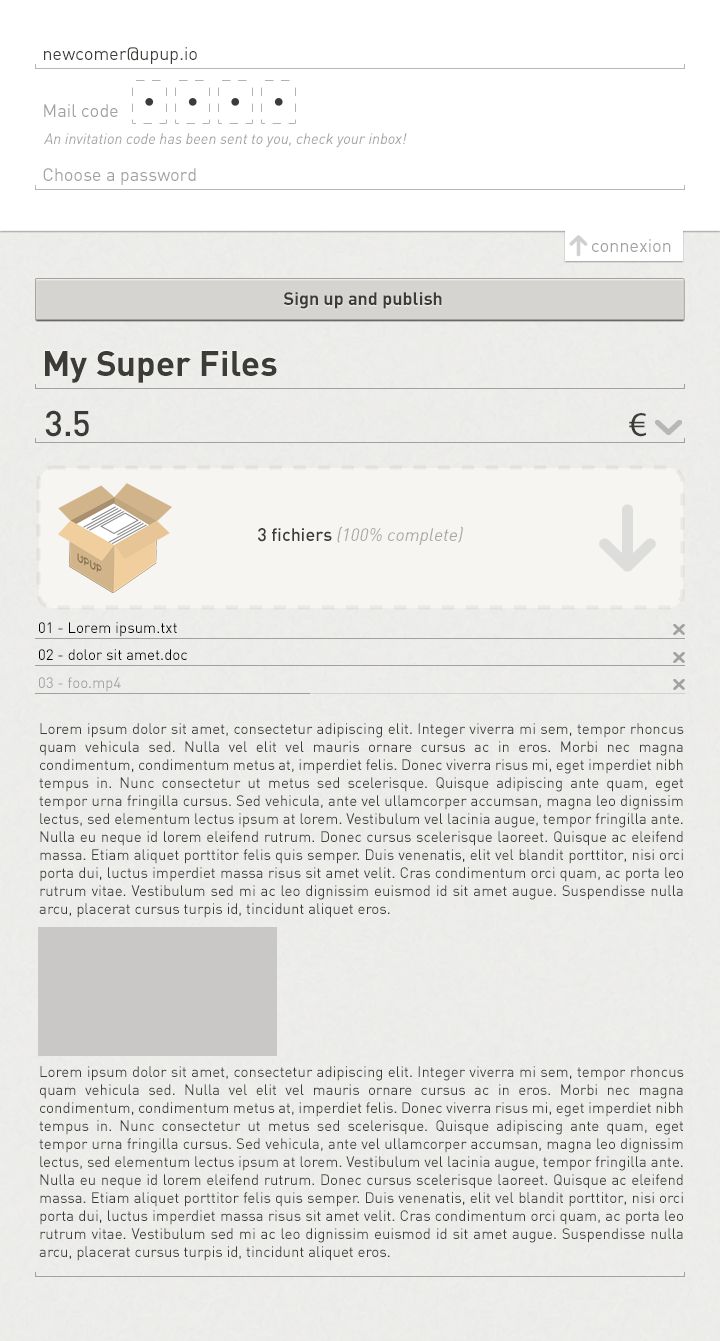 newcomer@upup.io
Mail code
An invitation code has been sent to you, check your inbox!
Choose a password
connexion
Sign up and publish
My Super Files
3.5 €
UPUP
3 fichiers (100% complete)
01 - Lorem ipsum.txt
02 - dolor sit amet.doc
03 - foo.mp4
Lorem ipsum dolor sit amet, consectetur adipiscing elit. Integer viverra mi sem, tempor rhoncus
quam vehicula sed. Nulla vel elit vel mauris ornare cursus ac in eros. Morbi nec magna
condimentum, condimentum metus at, imperdiet felis. Donec viverra risus mi, eget imperdiet nibh
tempus in. Nunc consectetur ut metus sed scelerisque. Quisque adipiscing ante quam, eget
tempor urna fringilla cursus. Sed vehicula, ante vel ullamcorper accumsan, magna leo dignissim
lectus, sed elementum lectus ipsum at lorem. Vestibulum vel lacinia augue, tempor fringilla ante.
Nulla eu neque id lorem eleifend rutrum. Donec cursus scelerisque laoreet. Quisque ac eleifend
massa. Etiam aliquet porttitor felis quis semper. Duis venenatis, elit vel blandit porttitor, nisi orci
porta dui, luctus imperdiet massa risus sit amet velit. Cras condimentum orci quam, ac porta leo
rutrum vitae. Vestibulum sed mi ac leo dignissim euismod id sit amet augue. Suspendisse nulla
arcu, placerat cursus turpis id, tincidunt aliquet eros.
Lorem ipsum dolor sit amet, consectetur adipiscing elit. Integer viverra mi sem, tempor rhoncus
quam vehicula sed. Nulla vel elit vel mauris ornare cursus ac in eros. Morbi nec magna
condimentum, condimentum metus at, imperdiet felis. Donec viverra risus mi, eget imperdiet nibh
tempus in. Nunc consectetur ut metus sed scelerisque. Quisque adipiscing ante quam, eget
tempor urna fringilla cursus. Sed vehicula, ante vel ullamcorper accumsan, magna leo dignissim
lectus, sed elementum lectus ipsum at lorem. Vestibulum vel lacinia augue, tempor fringilla ante.
Nulla eu neque id lorem eleifend rutrum. Donec cursus scelerisque laoreet. Quisque ac eleifend
massa. Etiam aliquet porttitor felis quis semper. Duis venenatis, elit vel blandit porttitor, nisi orci
porta dui, luctus imperdiet massa risus sit amet velit. Cras condimentum orci quam, ac porta leo
rutrum vitae. Vestibulum sed mi ac leo dignissim euismod id sit amet augue. Suspendisse nulla
arcu, placerat cursus turpis id, tincidunt aliquet eros.